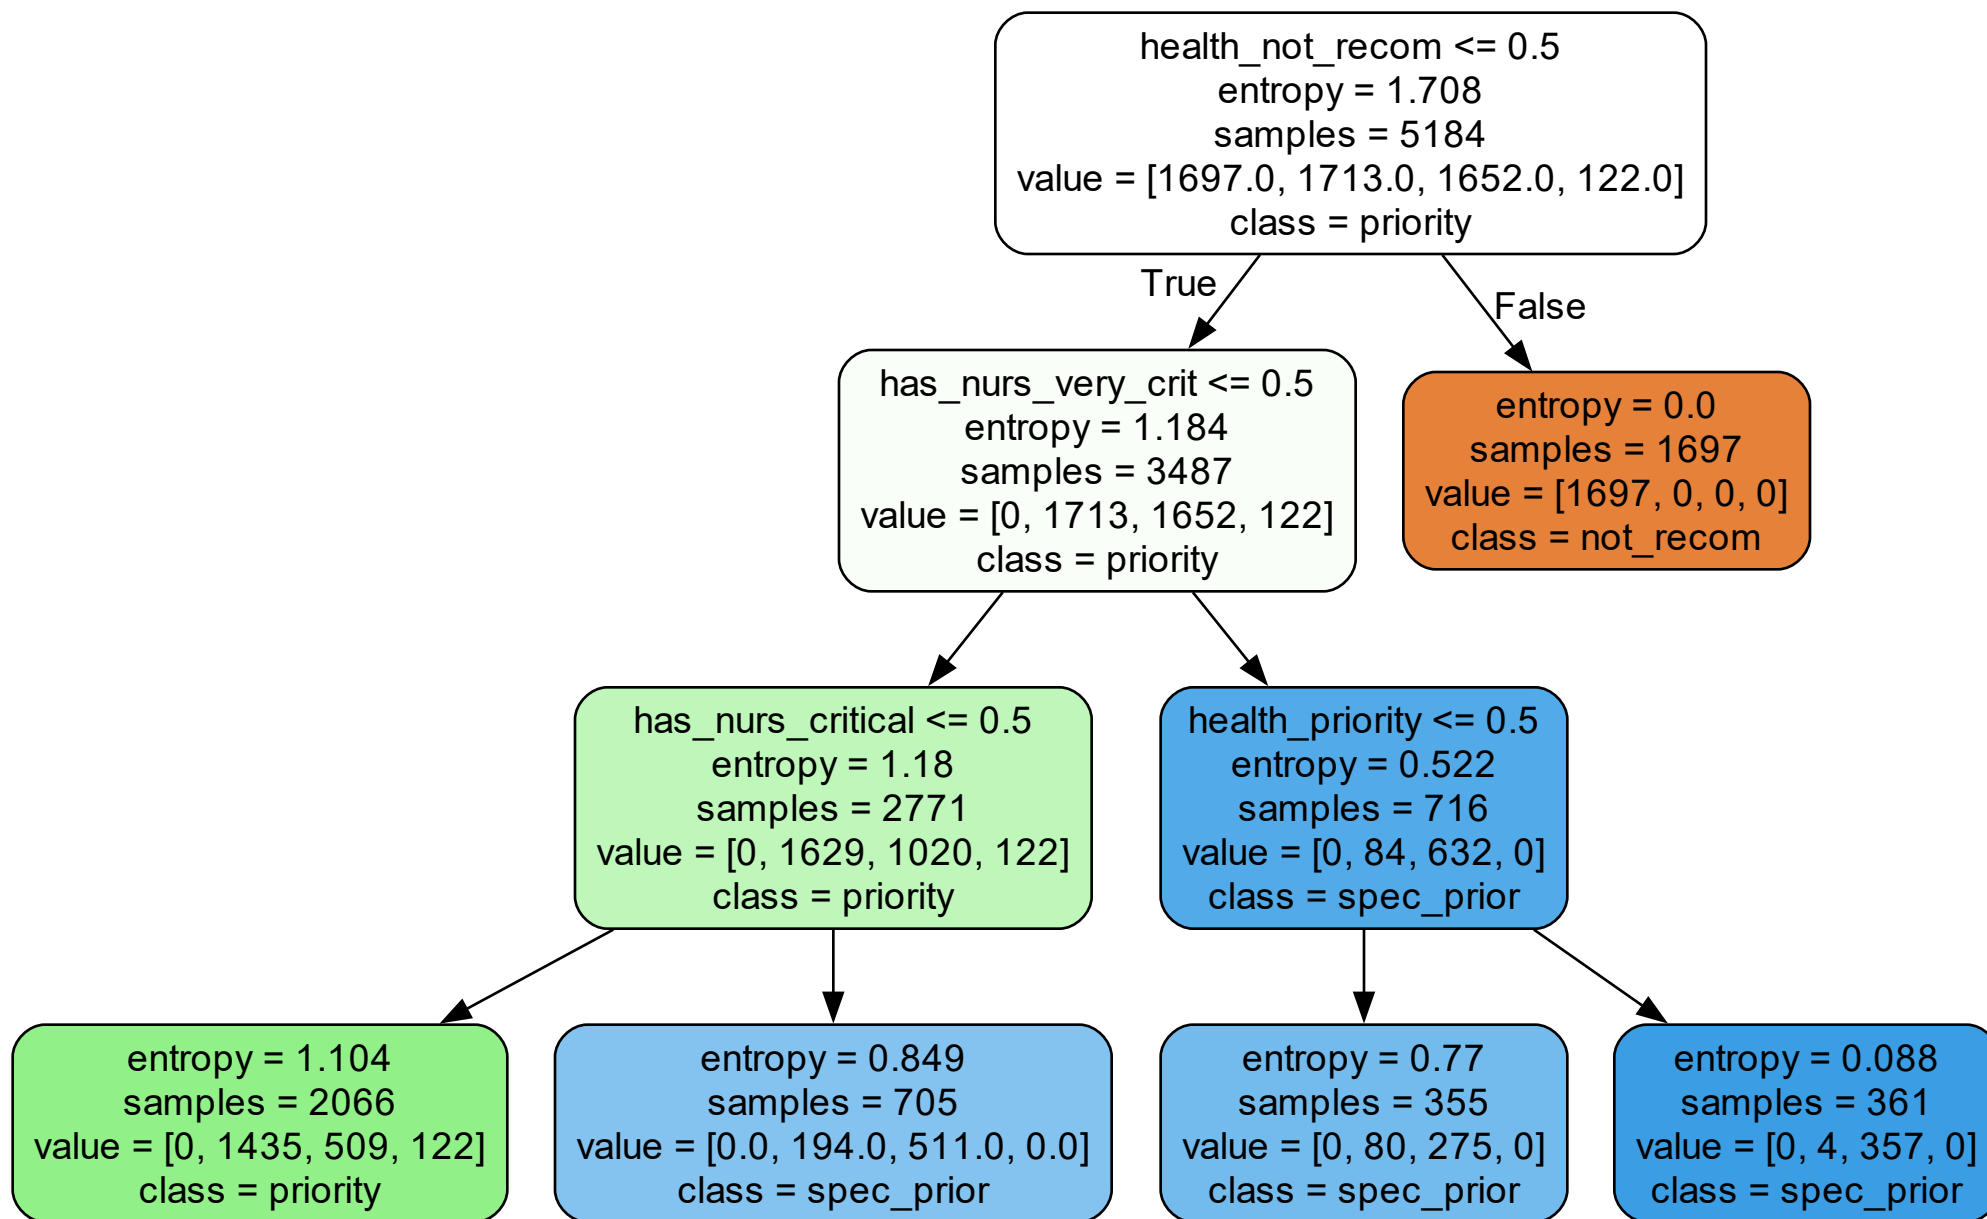 health_not_recom <= 0.5
entropy = 1.708
samples = 5184
value = [1697.0, 1713.0, 1652.0, 122.0]
class = priority
True
False
has_nurs_very_crit <= 0.5
entropy = 1.184
samples = 3487
value = [0, 1713, 1652, 122]
class = priority
entropy = 0.0
samples = 1697
value = [1697, 0, 0, 0]
class = not_recom
has_nurs_critical <= 0.5
entropy = 1.18
samples = 2771
value = [0, 1629, 1020, 122]
class = priority
health_priority <= 0.5
entropy = 0.522
samples = 716
value = [0, 84, 632, 0]
class = spec_prior
entropy = 1.104
samples = 2066
value = [0, 1435, 509, 122]
class = priority
entropy = 0.849
samples = 705
value = [0.0, 194.0, 511.0, 0.0]
class = spec_prior
entropy = 0.77
samples = 355
value = [0, 80, 275, 0]
class = spec_prior
entropy = 0.088
samples = 361
value = [0, 4, 357, 0]
class = spec_prior